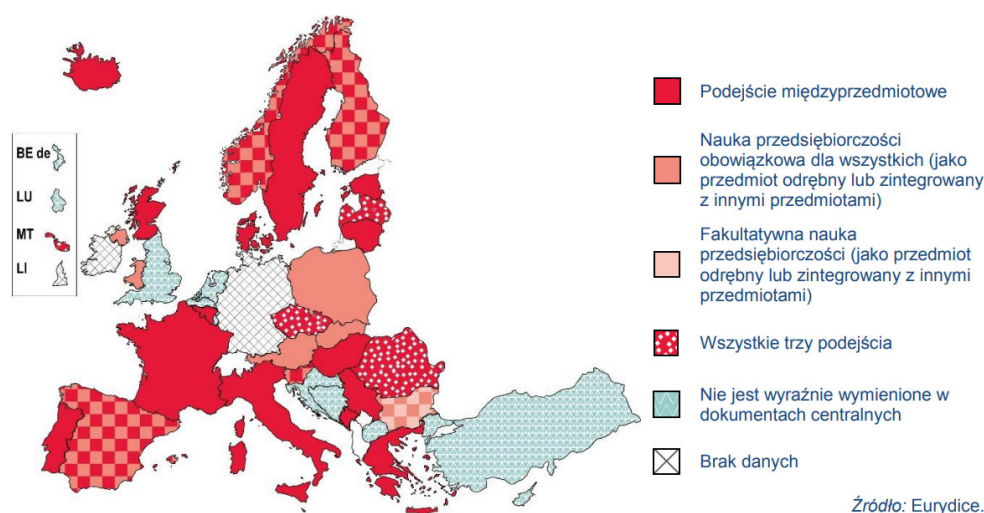 BE de
LU
MT
LI
Podejście międzyprzedmiotowe
Nauka przedsiębiorczości
obowiązkowa dla wszystkich (jako
przedmiot odrębny lub zintegrowany
z innymi przedmiotami)
Fakultatywna nauka
przedsiębiorczości (jako przedmiot
odrębny lub zintegrowany z innymi
przedmiotami)
Wszystkie trzy podejścia
Nie jest wyraźnie wymienione w
dokumentach centralnych
Brak danych
Źródło: Eurydice.